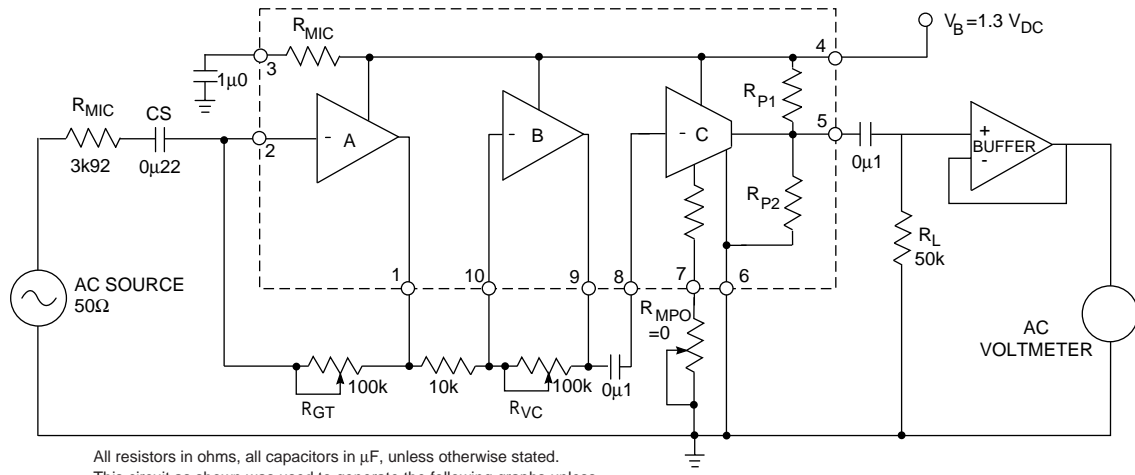 R_MIC
4
V_B=1.3 V_DC
3
1µ0
R_P1
R_MIC
CS
3k92
0µ22
2
A
B
C
5
0µ1
+
BUFFER
-
-
-
-
R_P2
R_L
50k
AC SOURCE
50Ω
1
10
9
8
7
6
R_MPO
=0
AC
VOLTMETER
100k
10k
100k
0µ1
R_GT
R_VC
All resistors in ohms, all capacitors in µF, unless otherwise stated.